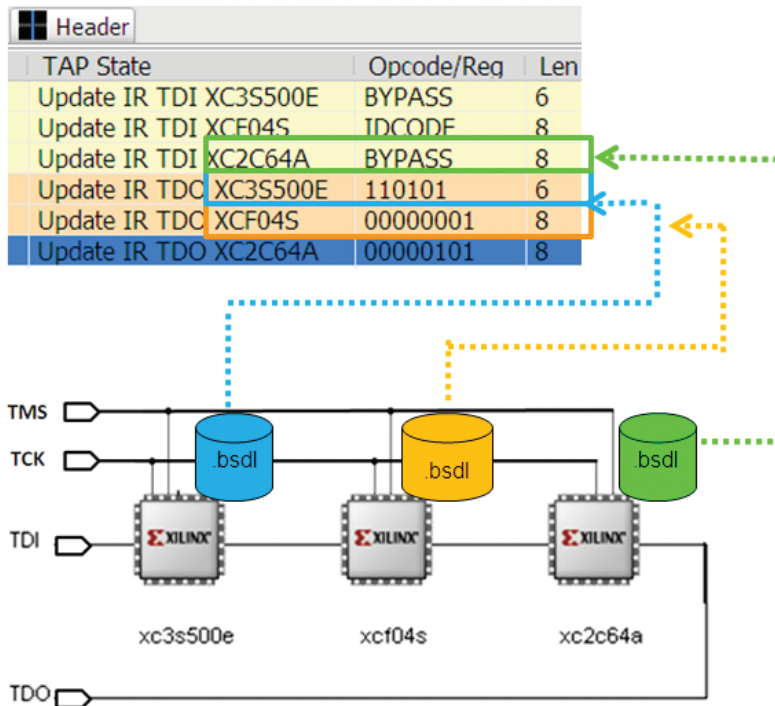 Header
TAP State Opcode/Reg Len
Update IR TDI XC3S500E BYPASS 6
Update IR TDI XCF04S IDCODE 8
Update IR TDI XC2C64A BYPASS 8
Update IR TDO XC3S500E 110101 6
Update IR TDO XCF04S 00000001 8
Update IR TDO XC2C64A 00000101 8
TMS
TCK
.bsdl .bsdl .bsdl
TDI
XILINX XILINX XILINX
xc3s500e xcf04s xc2c64a
TDO